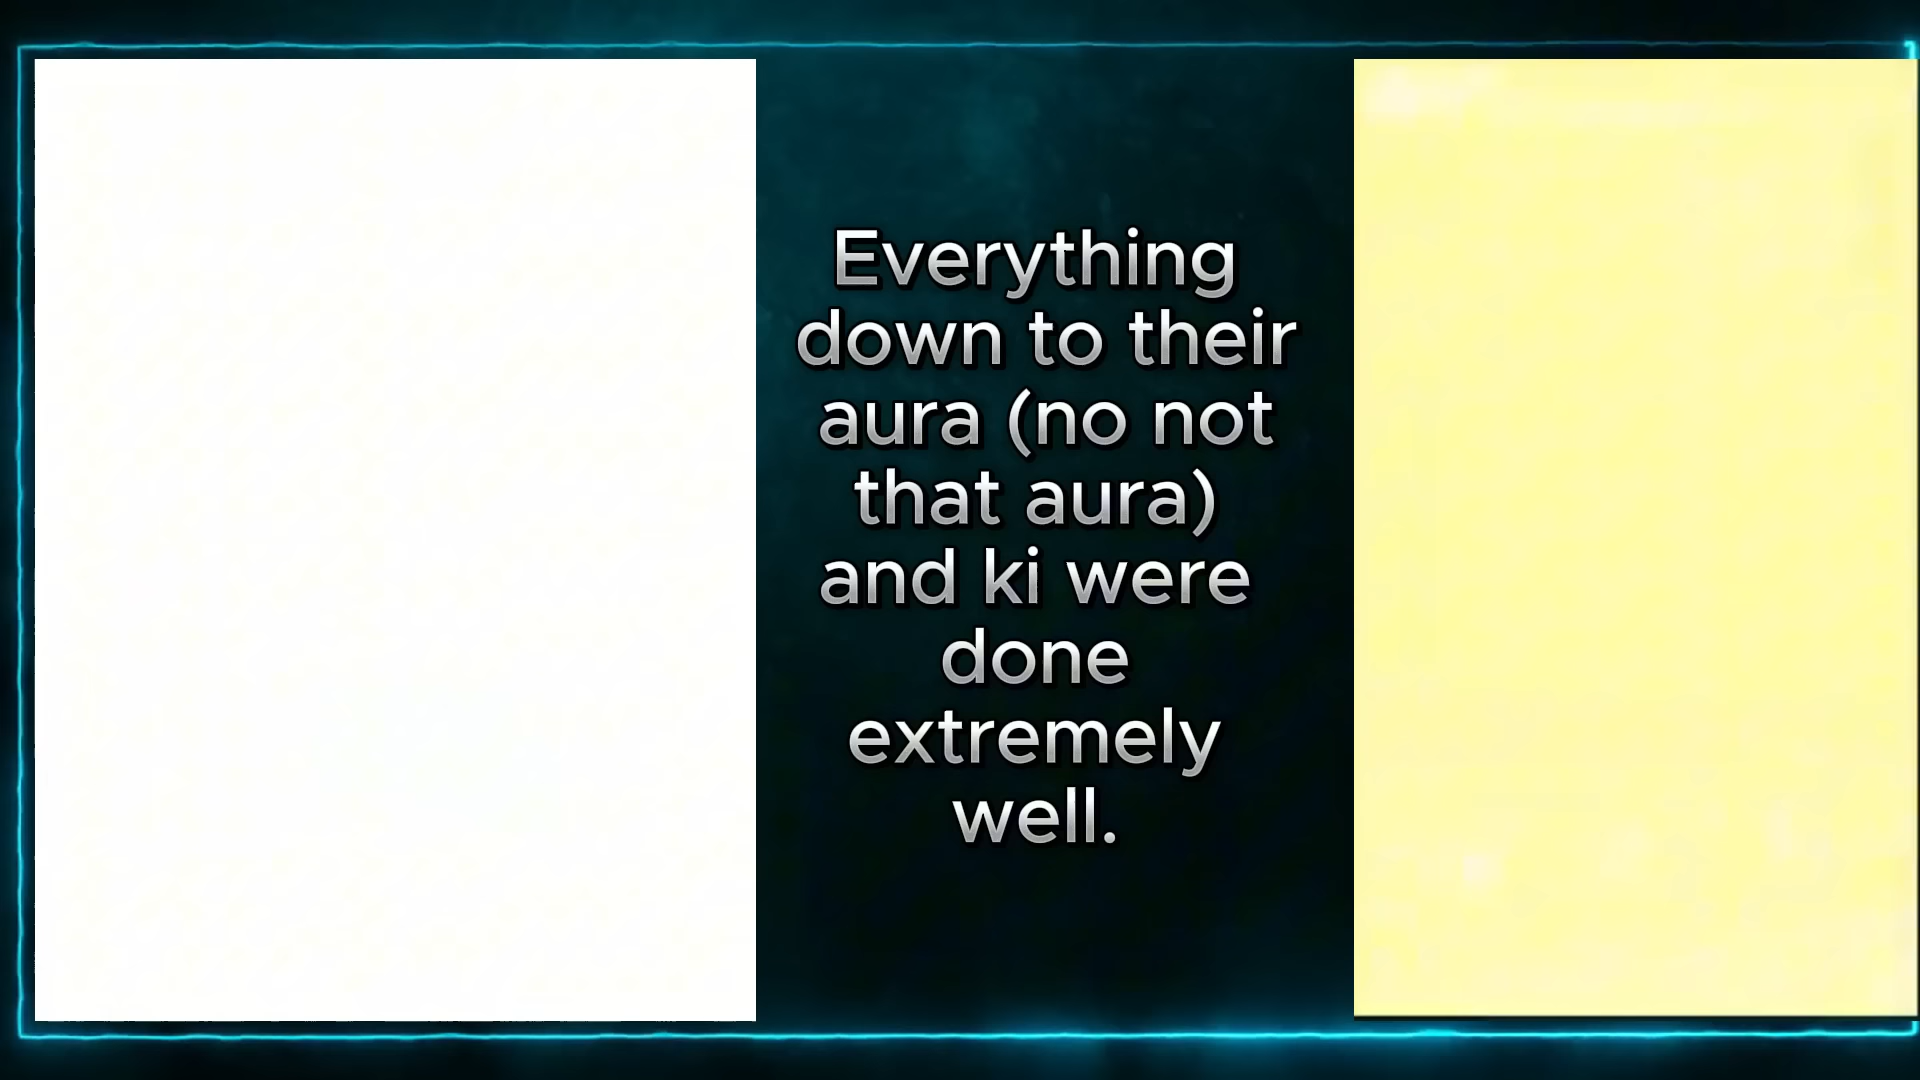 Everything
down to their
aura (no not
that aura)
and ki were
done
extremely
well.